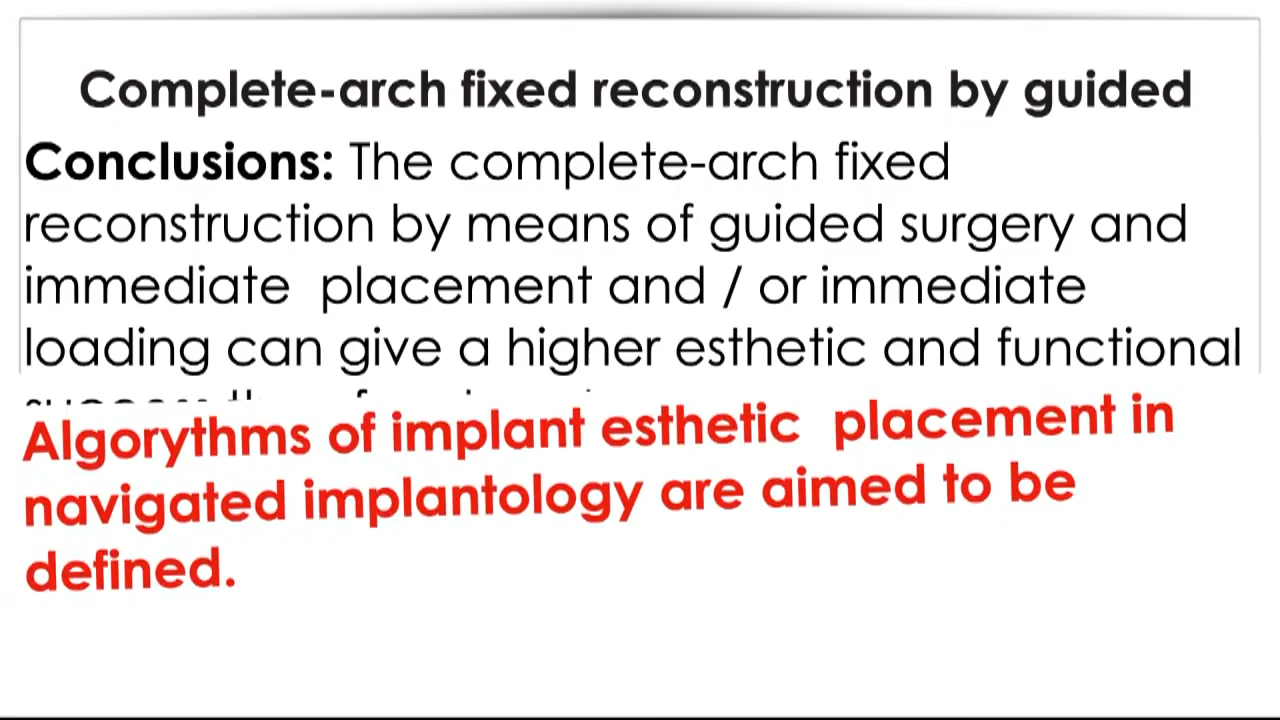 Complete-arch fixed reconstruction by guided
Conclusions: The complete-arch fixed
reconstruction by means of guided surgery and
immediate  placement and / or immediate
loading can give a higher esthetic and functional
Algorythms of implant esthetic  placement in
navigated implantology are aimed to be
defined.